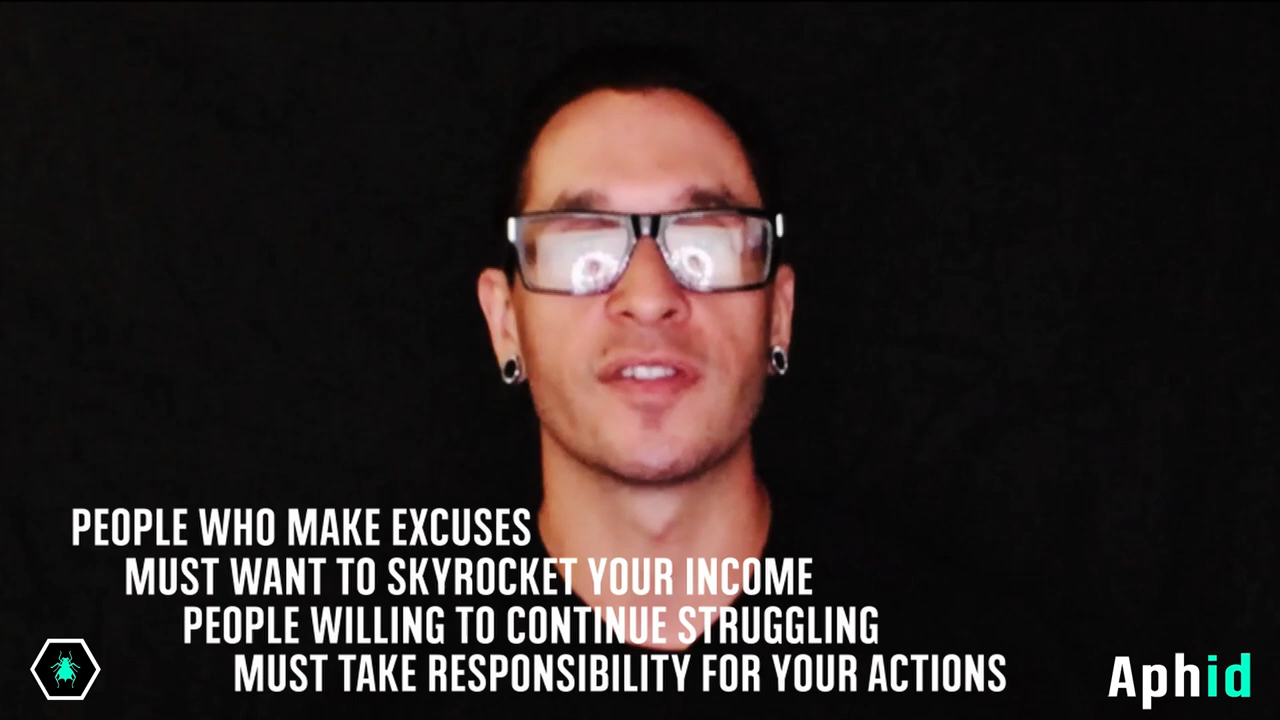 PEOPLE WHO MAKE EXCUSES
MUST WANT TO SKYROCKET YOUR INCOME
PEOPLE WILLING TO CONTINUE STRUGGLING
MUST TAKE RESPONSIBILITY FOR YOUR ACTIONS
Aphid